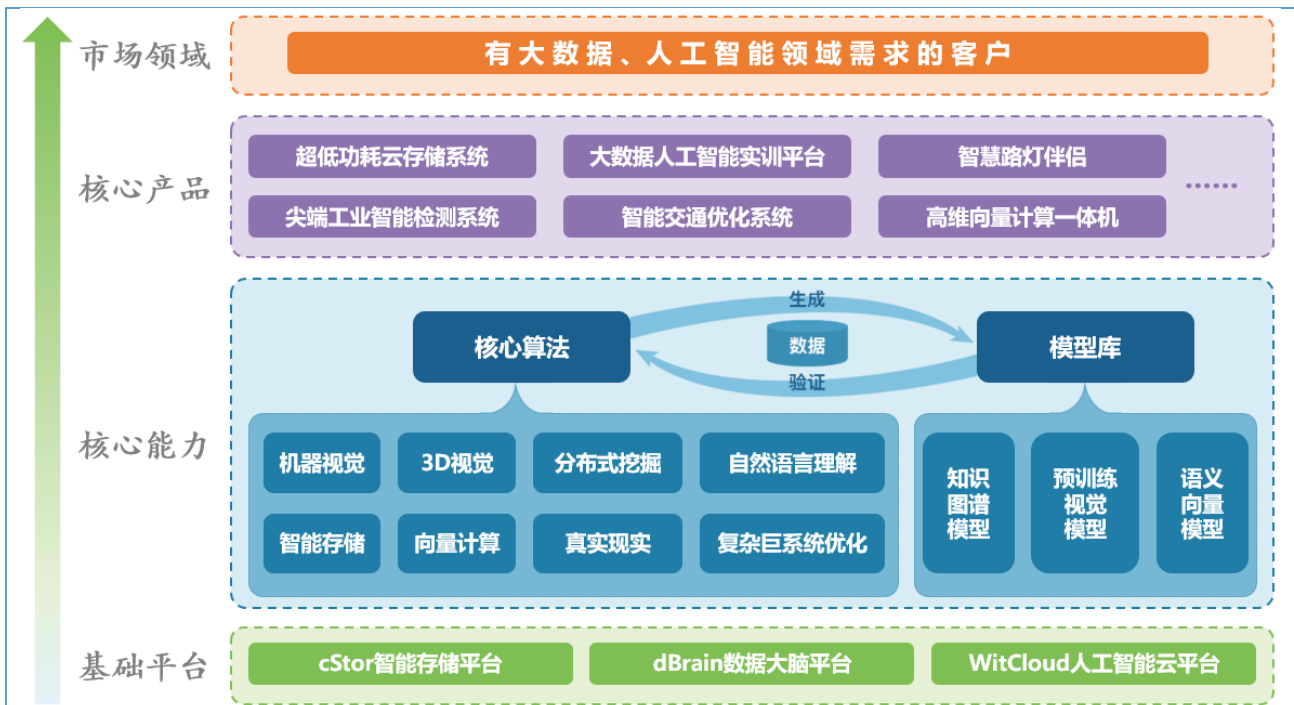 市场领域
有大数据、人工智能领域需求的客户
核心产品
超低功耗云存储系统
大数据人工智能实训平台
智慧路灯伴侣
尖端工业智能检测系统
智能交通优化系统
高维向量计算一体机
……
核心能力
核心算法
生成
数据
验证
模型库
机器视觉
3D视觉
分布式挖掘
自然语言理解
智能存储
向量计算
真实现实
复杂巨系统优化
知识
图谱
模型
预训练
视觉
模型
语义
向量
模型
基础平台
cStor智能存储平台
dBrain数据大脑平台
WitCloud人工智能云平台